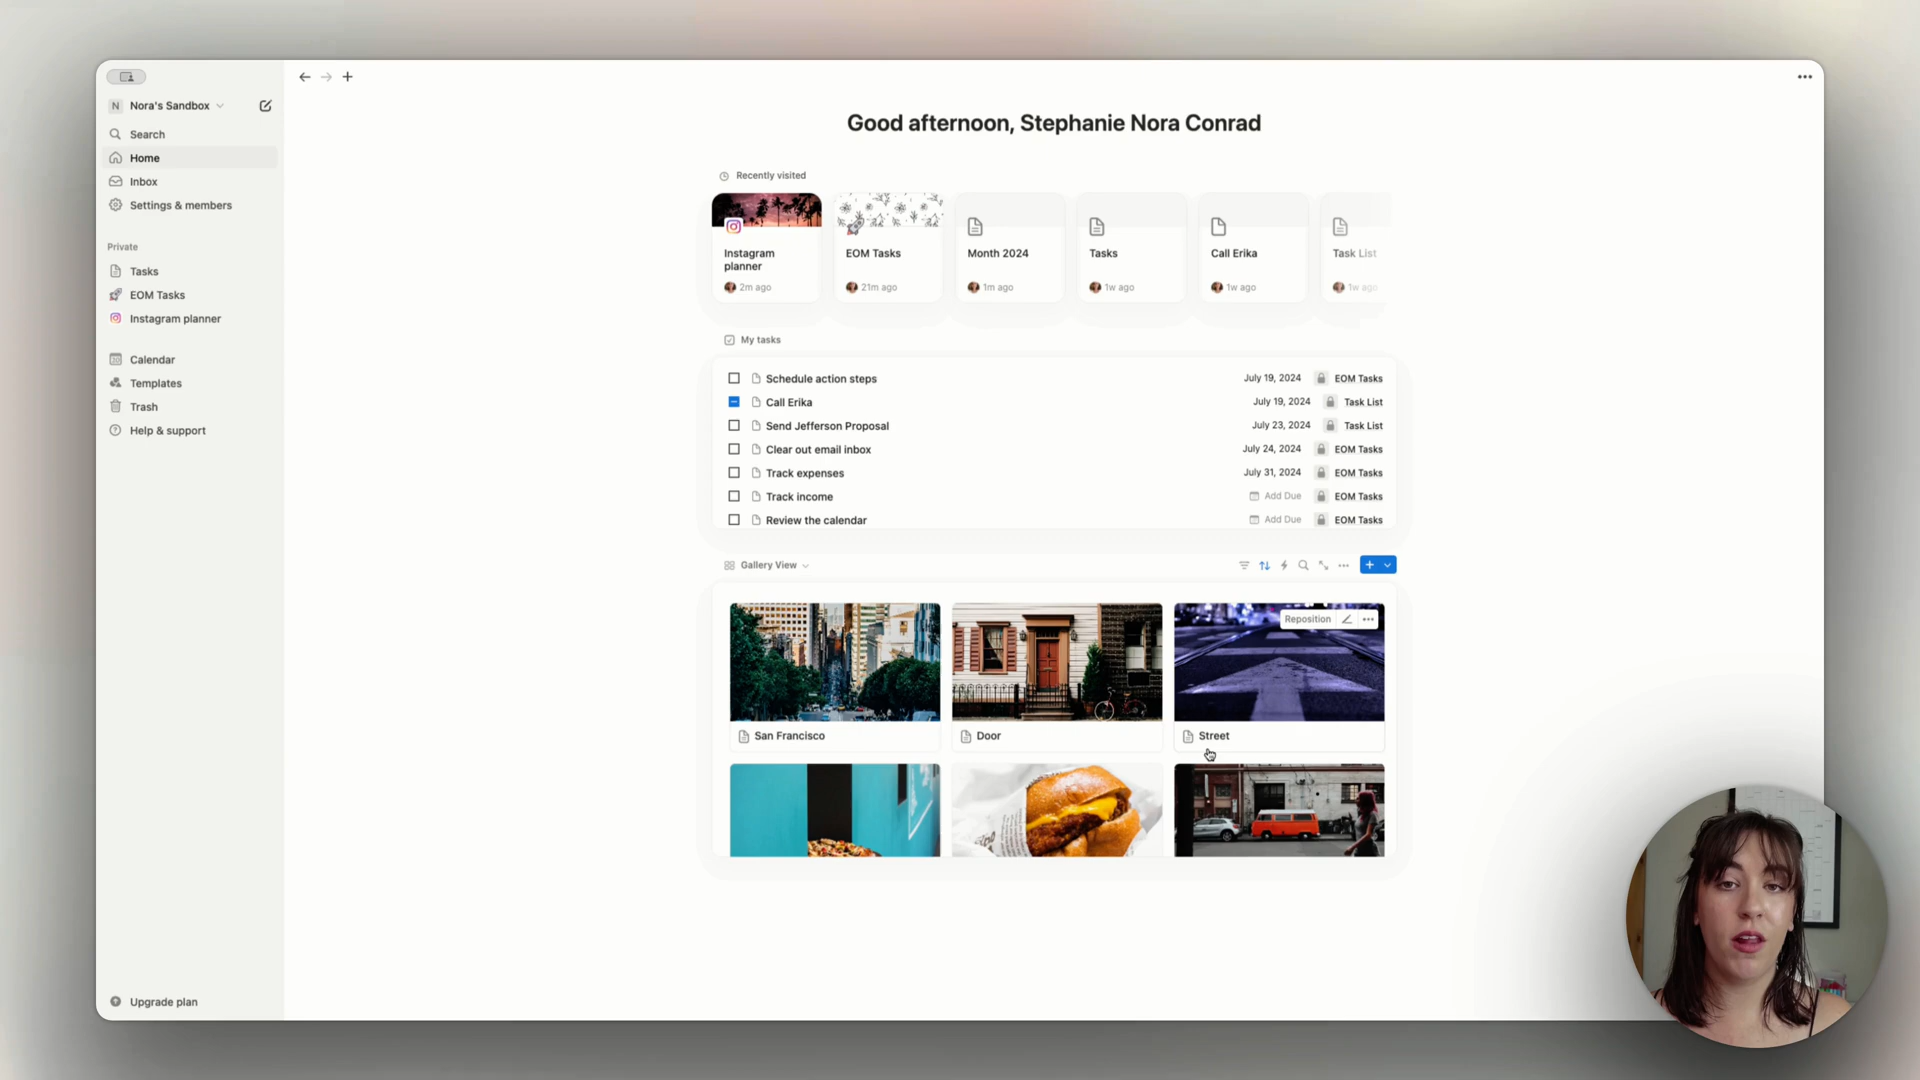 N Nora's Sandbox
Search
Home
Inbox
Settings & members
Private
Tasks
EOM Tasks
Instagram planner
Calendar
Templates
Trash
Help & support
Upgrade plan
Good afternoon, Stephanie Nora Conrad
Recently visited
Instagram
planner
2m ago
EOM Tasks
21m ago
Month 2024
1m ago
Tasks
1w ago
Call Erika
1w ago
Task List
1w ago
My tasks
Schedule action steps July 19, 2024 EOM Tasks
Call Erika July 19, 2024 Task List
Send Jefferson Proposal July 23, 2024 Task List
Clear out email inbox July 24, 2024 EOM Tasks
Track expenses July 31, 2024 EOM Tasks
Track income Add Due EOM Tasks
Review the calendar Add Due EOM Tasks
Gallery View
Reposition
San Francisco
Door
Street